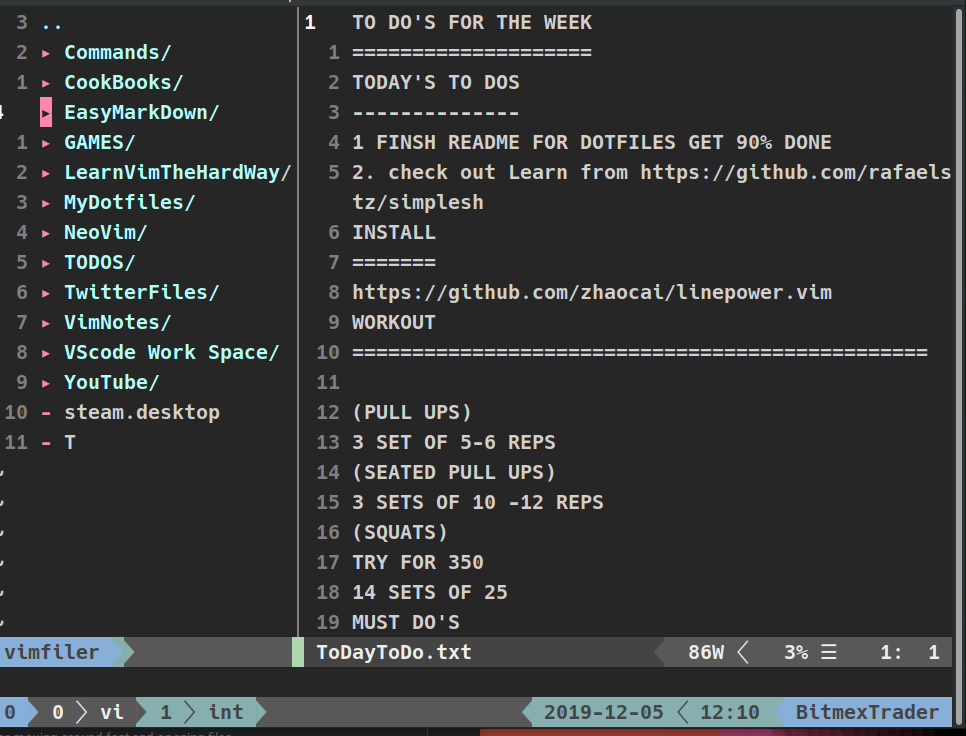 3 ..
2 ▸ Commands/
1 ▸ CookBooks/
▸ EasyMarkDown/
1 ▸ GAMES/
2 ▸ LearnVimTheHardWay/
3 ▸ MyDotfiles/
4 ▸ NeoVim/
5 ▸ TODOS/
6 ▸ TwitterFiles/
7 ▸ VimNotes/
8 ▸ VScode Work Space/
9 ▸ YouTube/
10 - steam.desktop
11 - T
1 TO DO'S FOR THE WEEK
1 ====================
2 TODAY'S TO DOS
3 --------------
4 1 FINSH README FOR DOTFILES GET 90% DONE
5 2. check out Learn from https://github.com/rafaels
tz/simplesh
6 INSTALL
7 =======
8 https://github.com/zhaocai/linepower.vim
9 WORKOUT
10 ================================================
11
12 (PULL UPS)
13 3 SET OF 5-6 REPS
14 (SEATED PULL UPS)
15 3 SETS OF 10 -12 REPS
16 (SQUATS)
17 TRY FOR 350
18 14 SETS OF 25
19 MUST DO'S
vimfiler
ToDayToDo.txt 86W 3% ☰ 1: 1
0 0 vi 1 int 2019-12-05 12:10 BitmexTrader